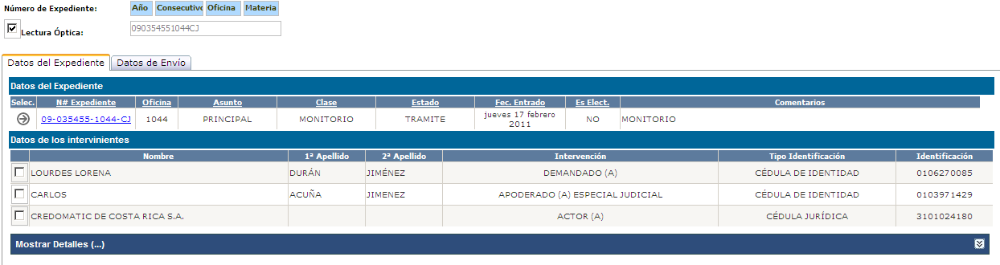 Número de Expediente: Año Consecutivo Oficina Materia
Lectura Óptica: 090354551044CJ
Datos del Expediente Datos de Envío
Datos del Expediente
Selec. N# Expediente Oficina Asunto Clase Estado Fec. Entrado Es Elect. Comentarios
09-035455-1044-CJ 1044 PRINCIPAL MONITORIO TRAMITE jueves 17 febrero 2011 NO MONITORIO
Datos de los intervinientes
Nombre 1ª Apellido 2ª Apellido Intervención Tipo Identificación Identificación
LOURDES LORENA DURÁN JIMÉNEZ DEMANDADO (A) CÉDULA DE IDENTIDAD 0106270085
CARLOS ACUÑA JIMENEZ APODERADO (A) ESPECIAL JUDICIAL CÉDULA DE IDENTIDAD 0103971429
CREDOMATIC DE COSTA RICA S.A. ACTOR (A) CÉDULA JURÍDICA 3101024180
Mostrar Detalles (...)